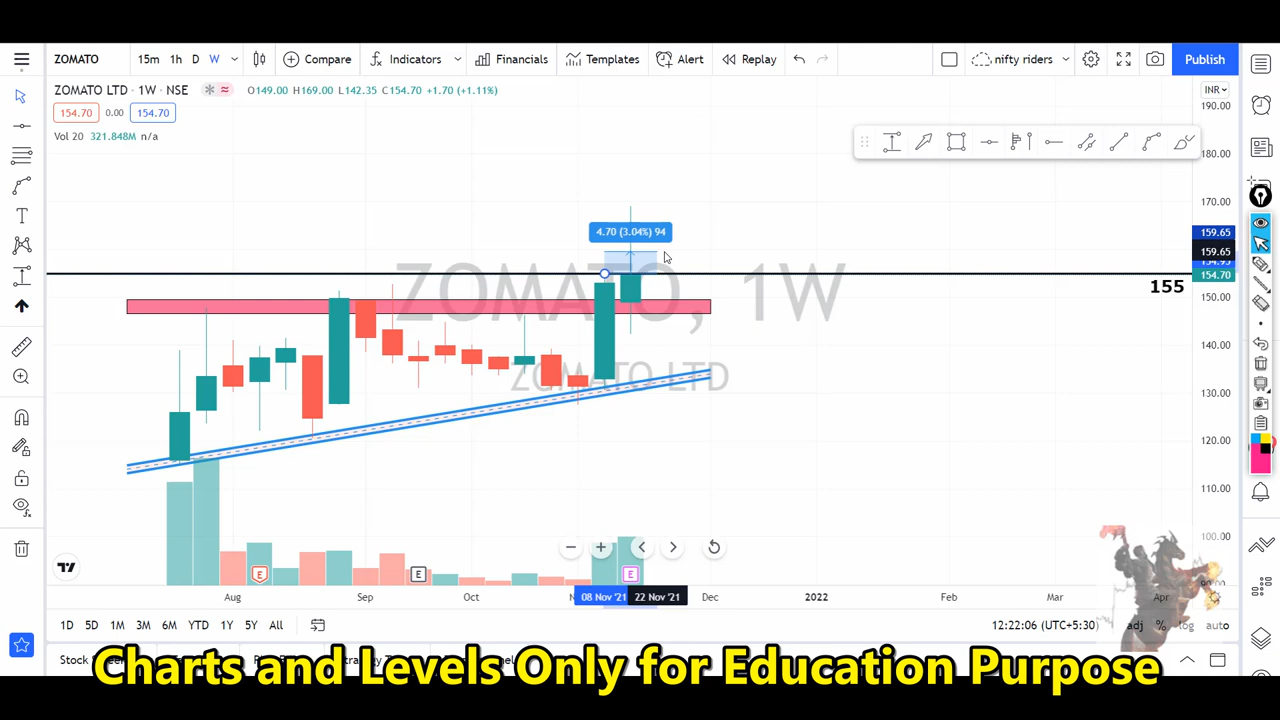 ZOMATO 15m 1h D W Compare Indicators Financials Templates Alert Replay nifty riders Publish
ZOMATO LTD · 1W · NSE O149.00 H169.00 L142.35 C154.70 +1.70 (+1.11%) INR
154.70 0.00 154.70
190.00
Vol 20 321.848M n/a
180.00
170.00
4.70 (3.04%) 94
159.65
159.65
154.70
155
ZOMATO, 1W
150.00
140.00
ZOMATO LTD
130.00
120.00
110.00
100.00
E E E
Aug Sep Oct 08 Nov '21 22 Nov '21 Dec 2022 Feb Mar Apr
1D 5D 1M 3M 6M YTD 1Y 5Y All 12:22:06 (UTC+5:30) adj % log auto
Stock
Charts and Levels Only for Education Purpose